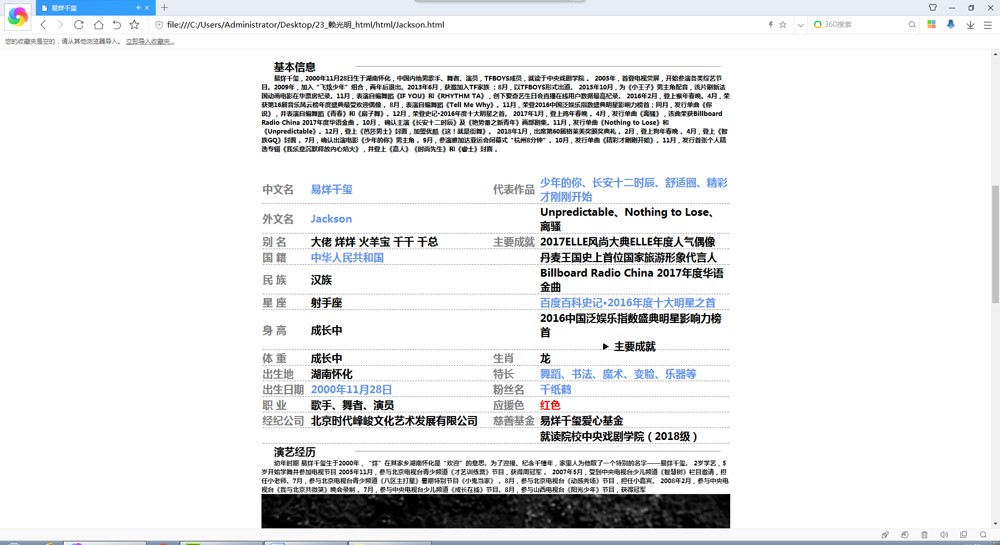 易烊千玺
file:///C:/Users/Administrator/Desktop/23_赖光明_html/html/Jackson.html
360搜索
您的收藏夹是空的，请从其他浏览器导入。 立即导入收藏夹...
基本信息
易烊千玺，2000年11月28日生于湖南怀化，中国内地男歌手、舞者、演员，TFBOYS成员，就读于中央戏剧学院 。 2005年，首登电视荧屏，开始参演各类综艺节
目。2009年，加入“飞炫少年”组合，两年后退出。2013年6月，获邀加入TF家族 ；8月，以TFBOYS形式出道。 2015年10月，为《小王子》男主角配音，该片刷新法
国动画电影在华票房纪录。11月，表演自编舞蹈《IF YOU》和《RHYTHM TA》，创下爱奇艺生日会直播在线用户数据最高纪录。 2016年2月，登上猴年春晚。4月，荣
获第16届音乐风云榜年度盛典最受欢迎偶像 。8月，表演自编舞蹈《Tell Me Why》。11月，荣登2016中国泛娱乐指数盛典明星影响力榜首；同月，发行单曲《你
说》，并表演自编舞蹈《青春》和《扇子舞》。12月，荣登史记•2016年度十大明星之首。 2017年1月，登上鸡年春晚 。4月，发行单曲《离骚》，该曲荣获Billboard
Radio China 2017年度华语金曲 。10月， 确认主演《长安十二时辰》及《艳势番之新青年》两部剧集。11月，发行单曲《Nothing to Lose》和
《Unpredictable》。12月，登上《芭莎男士》封面，加盟优酷《这！就是街舞》。 2018年1月，出席第60届格莱美奖颁奖典礼 。2月，登上狗年春晚 。4月，登上《智
族GQ》封面 。7月，确认出演电影《少年的你》男主角 。9月，参演雅加达亚运会闭幕式“杭州8分钟”。10月，发行单曲《精彩才刚刚开始》。11月，发行首张个人精
选专辑《我乐意沉默释放内心焰火》，并登上《嘉人》《时尚先生》和《睿士》封面 。
中文名 易烊千玺 代表作品 少年的你、长安十二时辰、舒适圈、精彩
才刚刚开始
外文名 Jackson Unpredictable、Nothing to Lose、
离骚
别 名 大佬 烊烊 火羊宝 千千 千总 主要成就 2017ELLE风尚大典ELLE年度人气偶像
国 籍 中华人民共和国 丹麦王国史上首位国家旅游形象代言人
民 族 汉族 Billboard Radio China 2017年度华语
金曲
星 座 射手座 百度百科史记•2016年度十大明星之首
身 高 成长中 2016中国泛娱乐指数盛典明星影响力榜
首
▶ 主要成就
体 重 成长中 生肖 龙
出生地 湖南怀化 特长 舞蹈、书法、魔术、变脸、乐器等
出生日期 2000年11月28日 粉丝名 千纸鹤
职 业 歌手、舞者、演员 应援色 红色
经纪公司 北京时代峰峻文化艺术发展有限公司 慈善基金 易烊千玺爱心基金
就读院校中央戏剧学院（2018级）
演艺经历
幼年时期 易烊千玺生于2000年，“烊”在其家乡湖南怀化是“欢迎”的意思。为了迎接、纪念千禧年，家里人为他取了一个特别的名字——易烊千玺。 2岁学艺，5
岁开始学舞并参加电视节目 2005年11月，参与北京电视台青少频道《才艺训练营》节目，获得周冠军 。 2007年5月，受到中央电视台少儿频道《智慧树》栏目邀请，担
任小老师。7月，参与北京电视台青少频道《八区主打星》暑期特别节目《小鬼当家》 。8月，参与北京电视台《动感秀场》节目，担任小嘉宾。 2008年2月，参与中央电
视台《我与北京共微笑》晚会录制 。7月，参与中央电视台少儿频道《成长在线》节目。8月，参与山西电视台《阳光少年》节目，获得冠军